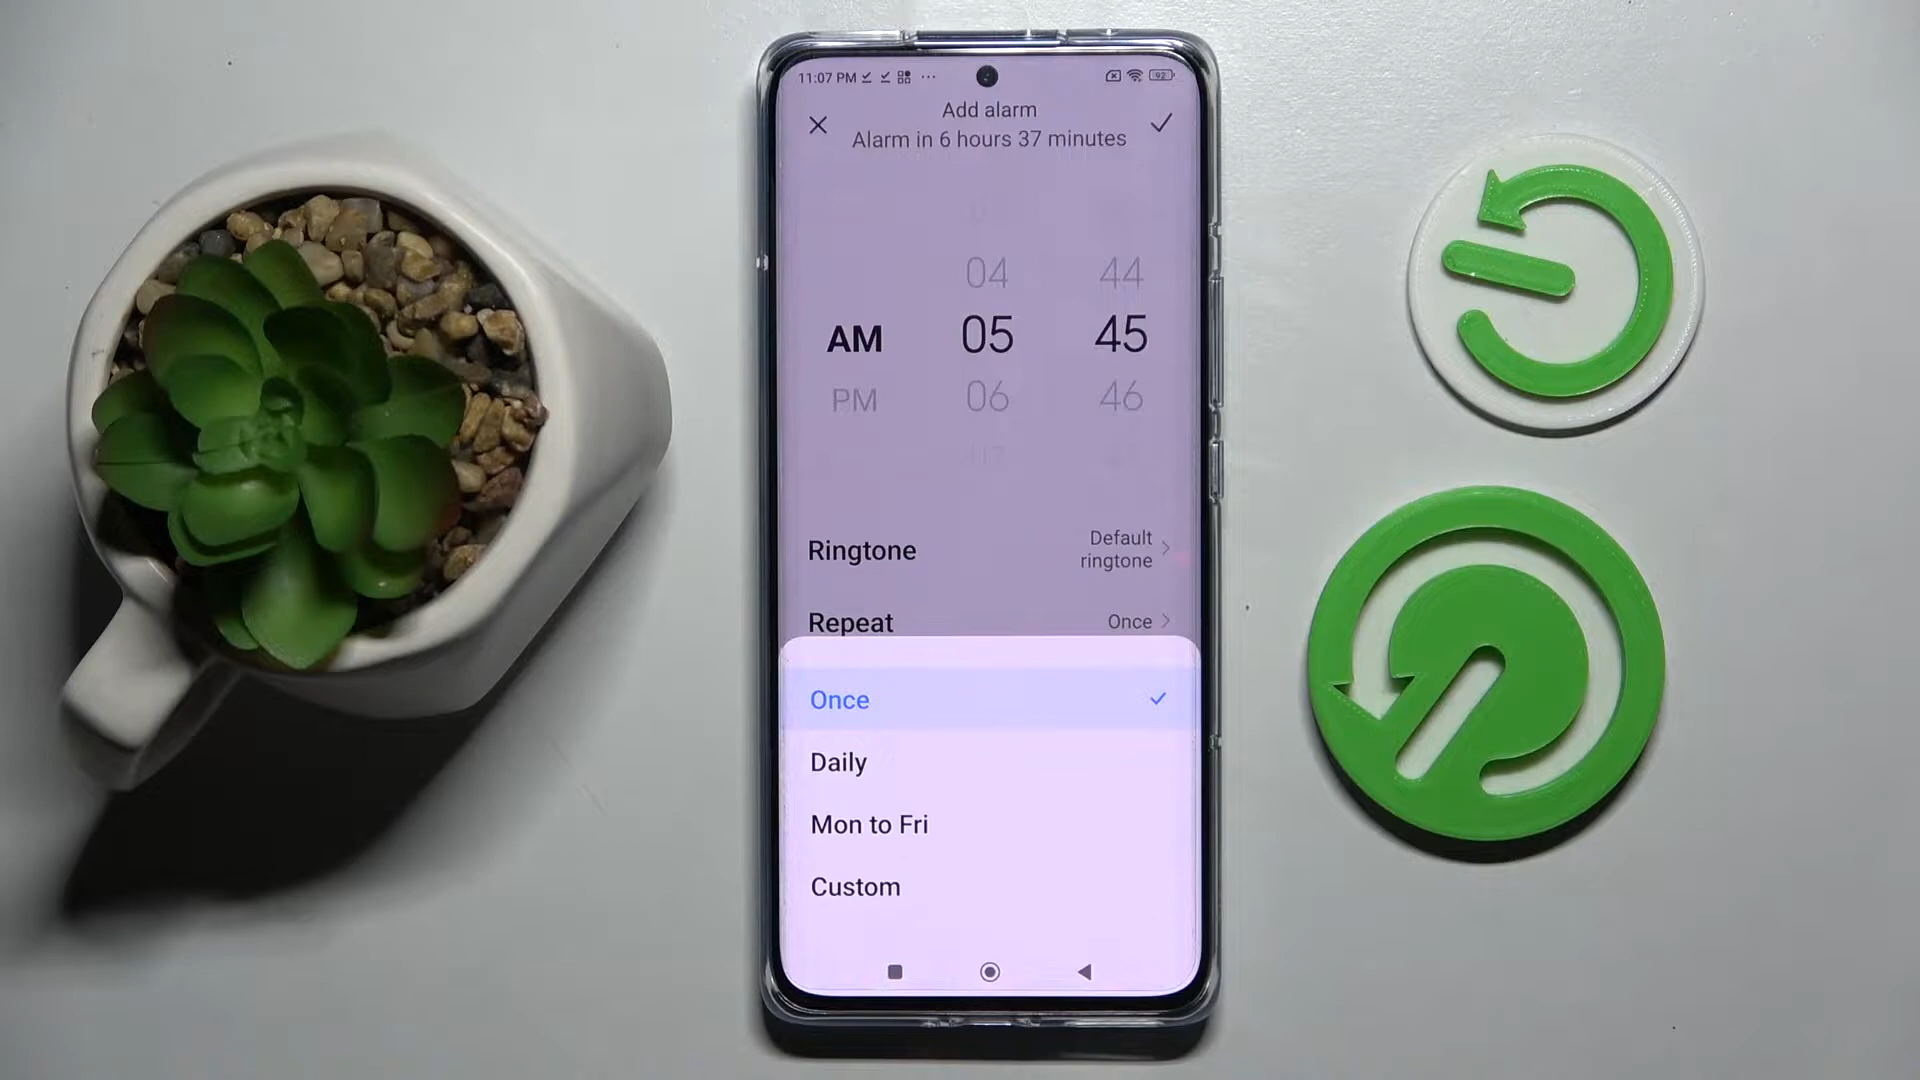 11:07 PM
92
Add alarm
Alarm in 6 hours 37 minutes
04 44
AM 05 45
PM 06 46
Ringtone
Default
ringtone
Repeat
Once
Once
Daily
Mon to Fri
Custom